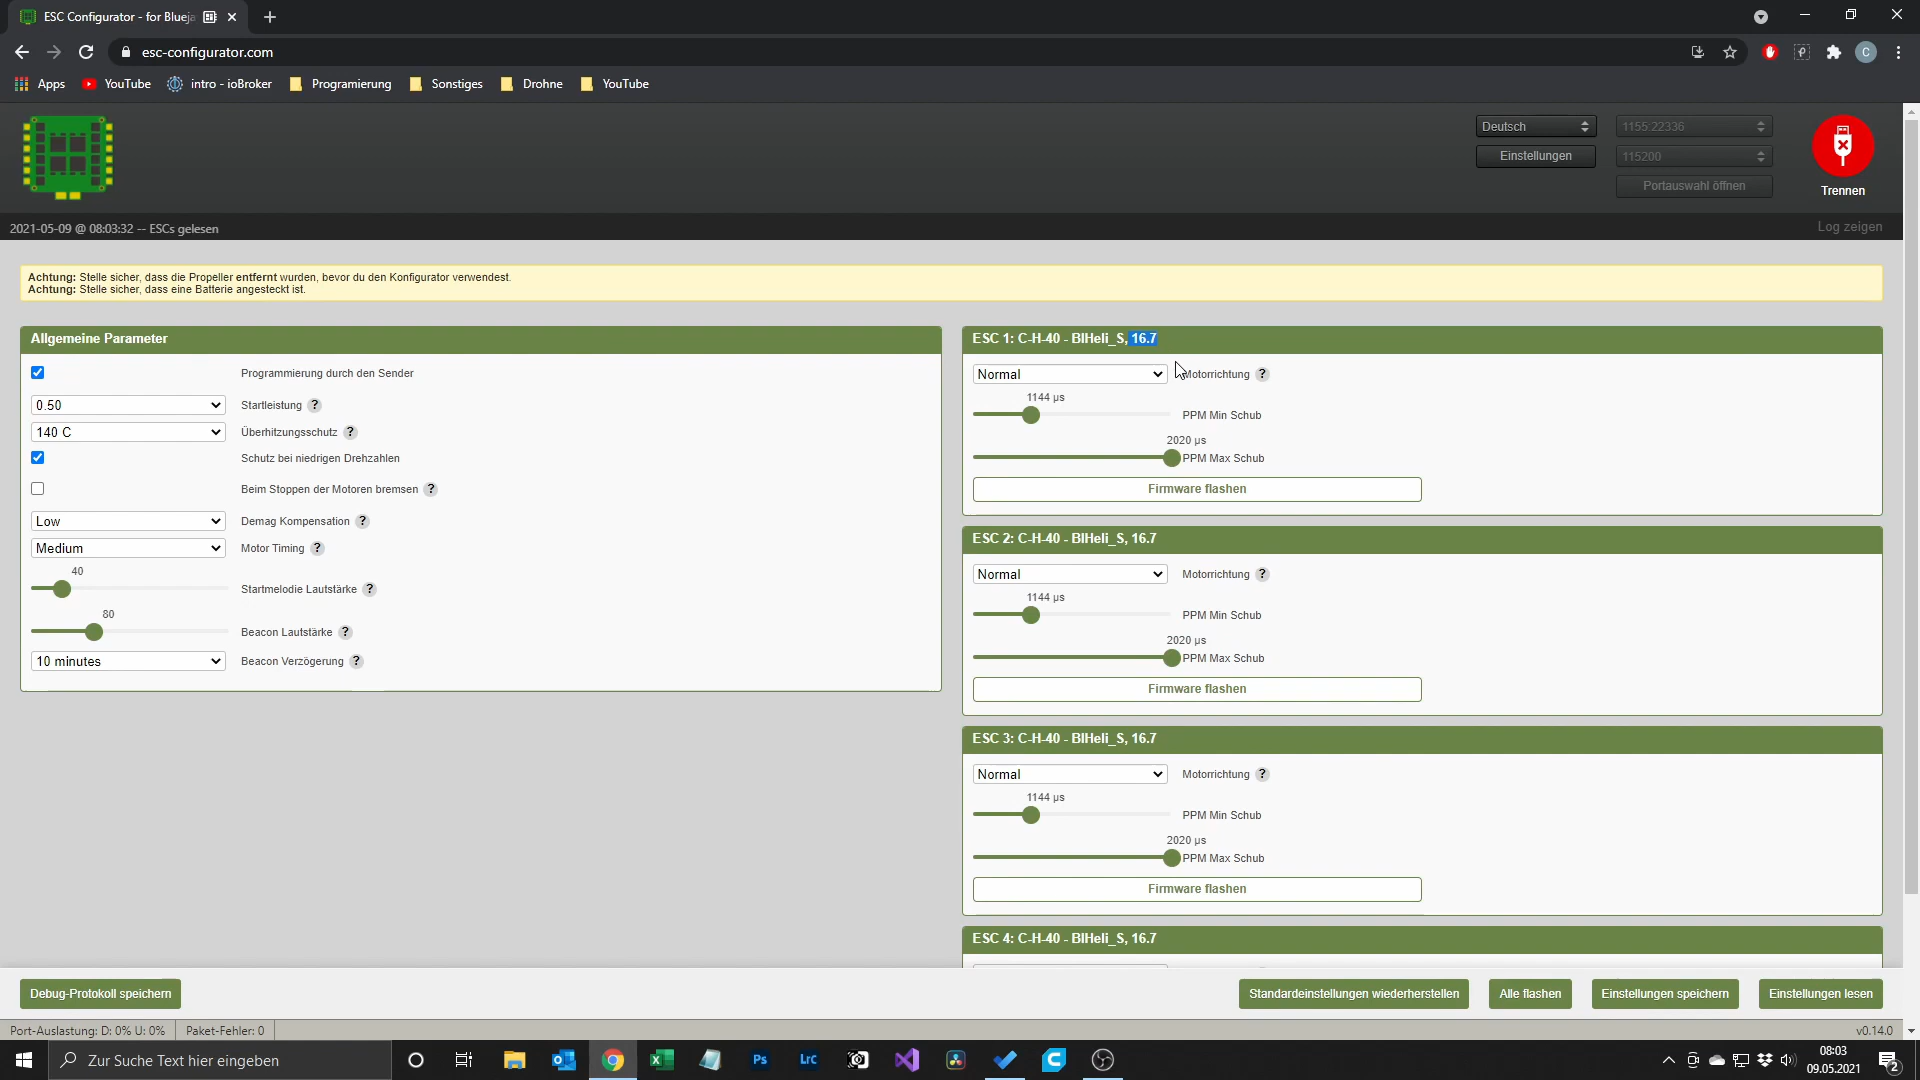 ESC Configurator - for Blueja
esc-configurator.com
C
Apps
YouTube
intro - ioBroker
Programierung
Sonstiges
Drohne
YouTube
Deutsch
1155:22336
Einstellungen
115200
Portauswahl öffnen
Trennen
2021-05-09 @ 08:03:32 -- ESCs gelesen
Log zeigen
Achtung: Stelle sicher, dass die Propeller entfernt wurden, bevor du den Konfigurator verwendest.
Achtung: Stelle sicher, dass eine Batterie angesteckt ist.
Allgemeine Parameter
Programmierung durch den Sender
0.50
Startleistung ?
140 C
Überhitzungsschutz ?
Schutz bei niedrigen Drehzahlen
Beim Stoppen der Motoren bremsen ?
Low
Demag Kompensation ?
Medium
Motor Timing ?
40
Startmelodie Lautstärke ?
80
Beacon Lautstärke ?
10 minutes
Beacon Verzögerung ?
ESC 1: C-H-40 - BlHeli_S, 16.7
Normal
Motorrichtung ?
1144 µs
PPM Min Schub
2020 µs
PPM Max Schub
Firmware flashen
ESC 2: C-H-40 - BlHeli_S, 16.7
Normal
Motorrichtung ?
1144 µs
PPM Min Schub
2020 µs
PPM Max Schub
Firmware flashen
ESC 3: C-H-40 - BlHeli_S, 16.7
Normal
Motorrichtung ?
1144 µs
PPM Min Schub
2020 µs
PPM Max Schub
Firmware flashen
ESC 4: C-H-40 - BlHeli_S, 16.7
Debug-Protokoll speichern
Standardeinstellungen wiederherstellen
Alle flashen
Einstellungen speichern
Einstellungen lesen
Port-Auslastung: D: 0% U: 0%
Paket-Fehler: 0
v0.14.0
Zur Suche Text hier eingeben
Ps
Lrc
08:03
09.05.2021
2